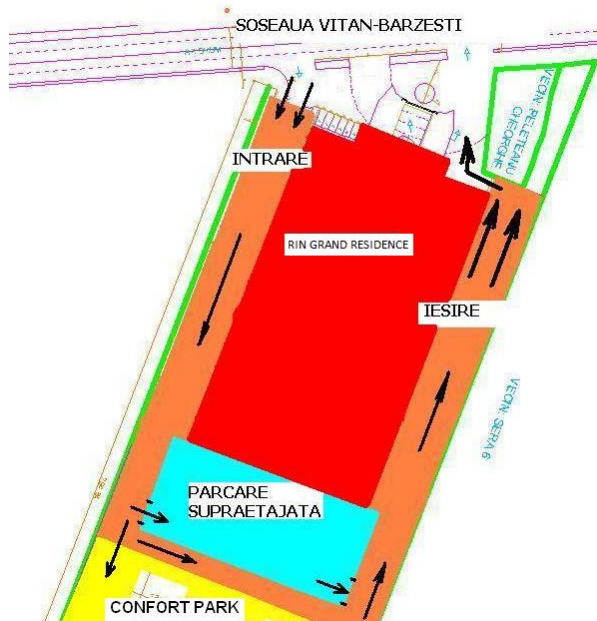 SOSEAUA VITAN-BARZESTI
INTRARE
VECIN: PELETEANU
GHEORGHE
RIN GRAND RESIDENCE
IESIRE
VECIN: SERA 6
PARCARE
SUPRAETAJATA
CONFORT PARK